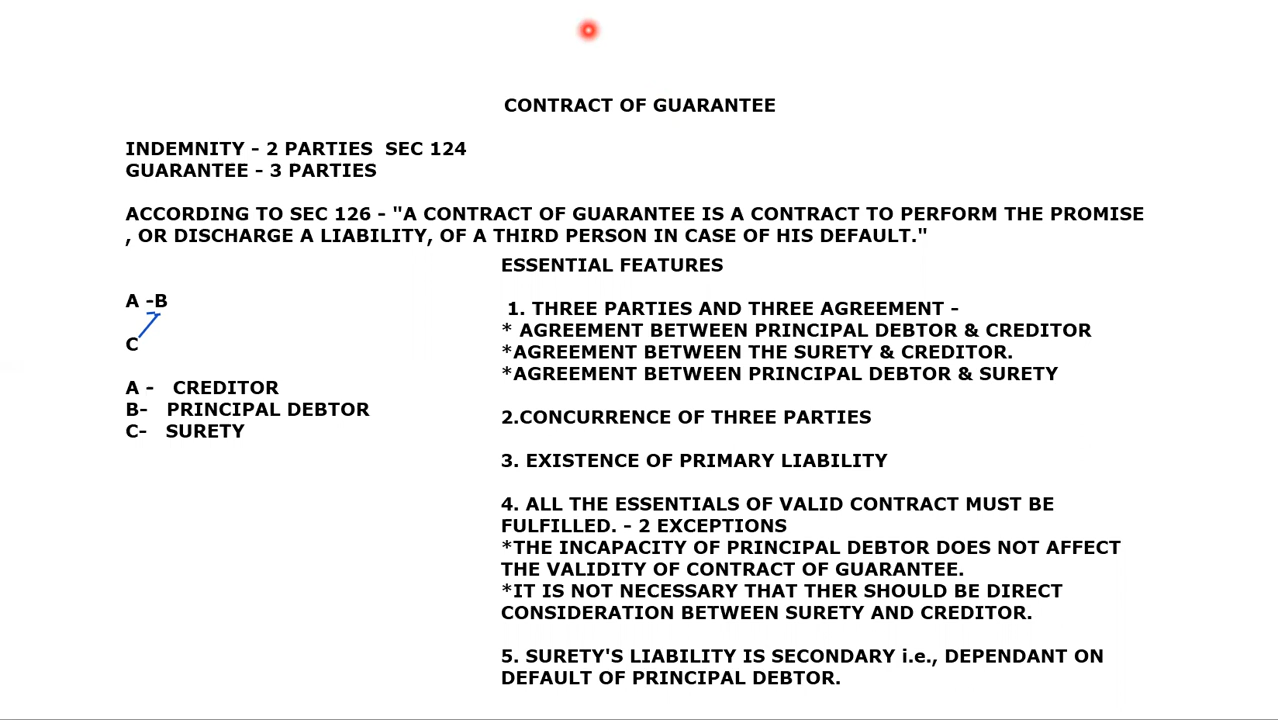 CONTRACT OF GUARANTEE
INDEMNITY - 2 PARTIES  SEC 124
GUARANTEE - 3 PARTIES
ACCORDING TO SEC 126 - "A CONTRACT OF GUARANTEE IS A CONTRACT TO PERFORM THE PROMISE
, OR DISCHARGE A LIABILITY, OF A THIRD PERSON IN CASE OF HIS DEFAULT."
A -B
C
A -   CREDITOR
B-   PRINCIPAL DEBTOR
C-   SURETY
ESSENTIAL FEATURES
1. THREE PARTIES AND THREE AGREEMENT -
* AGREEMENT BETWEEN PRINCIPAL DEBTOR & CREDITOR
*AGREEMENT BETWEEN THE SURETY & CREDITOR.
*AGREEMENT BETWEEN PRINCIPAL DEBTOR & SURETY
2.CONCURRENCE OF THREE PARTIES
3. EXISTENCE OF PRIMARY LIABILITY
4. ALL THE ESSENTIALS OF VALID CONTRACT MUST BE
FULFILLED. - 2 EXCEPTIONS
*THE INCAPACITY OF PRINCIPAL DEBTOR DOES NOT AFFECT
THE VALIDITY OF CONTRACT OF GUARANTEE.
*IT IS NOT NECESSARY THAT THER SHOULD BE DIRECT
CONSIDERATION BETWEEN SURETY AND CREDITOR.
5. SURETY'S LIABILITY IS SECONDARY i.e., DEPENDANT ON
DEFAULT OF PRINCIPAL DEBTOR.